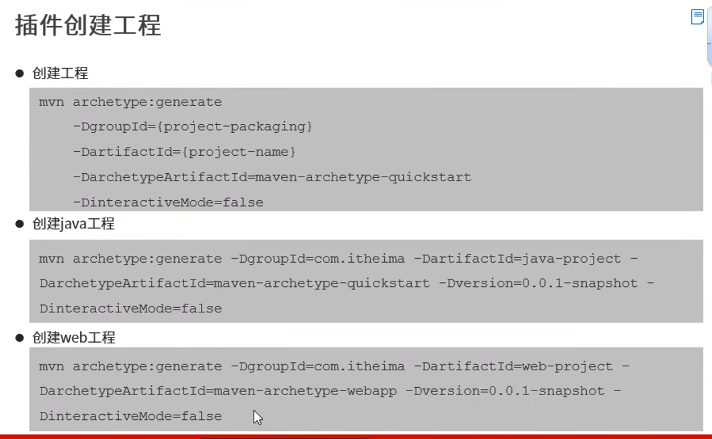 插件创建工程
● 创建工程
mvn archetype:generate
-DgroupId={project-packaging}
-DartifactId={project-name}
-DarchetypeArtifactId=maven-archetype-quickstart
-DinteractiveMode=false
● 创建java工程
mvn archetype:generate -DgroupId=com.itheima -DartifactId=java-project -
DarchetypeArtifactId=maven-archetype-quickstart -Dversion=0.0.1-snapshot -
DinteractiveMode=false
● 创建web工程
mvn archetype:generate -DgroupId=com.itheima -DartifactId=web-project -
DarchetypeArtifactId=maven-archetype-webapp -Dversion=0.0.1-snapshot -
DinteractiveMode=false